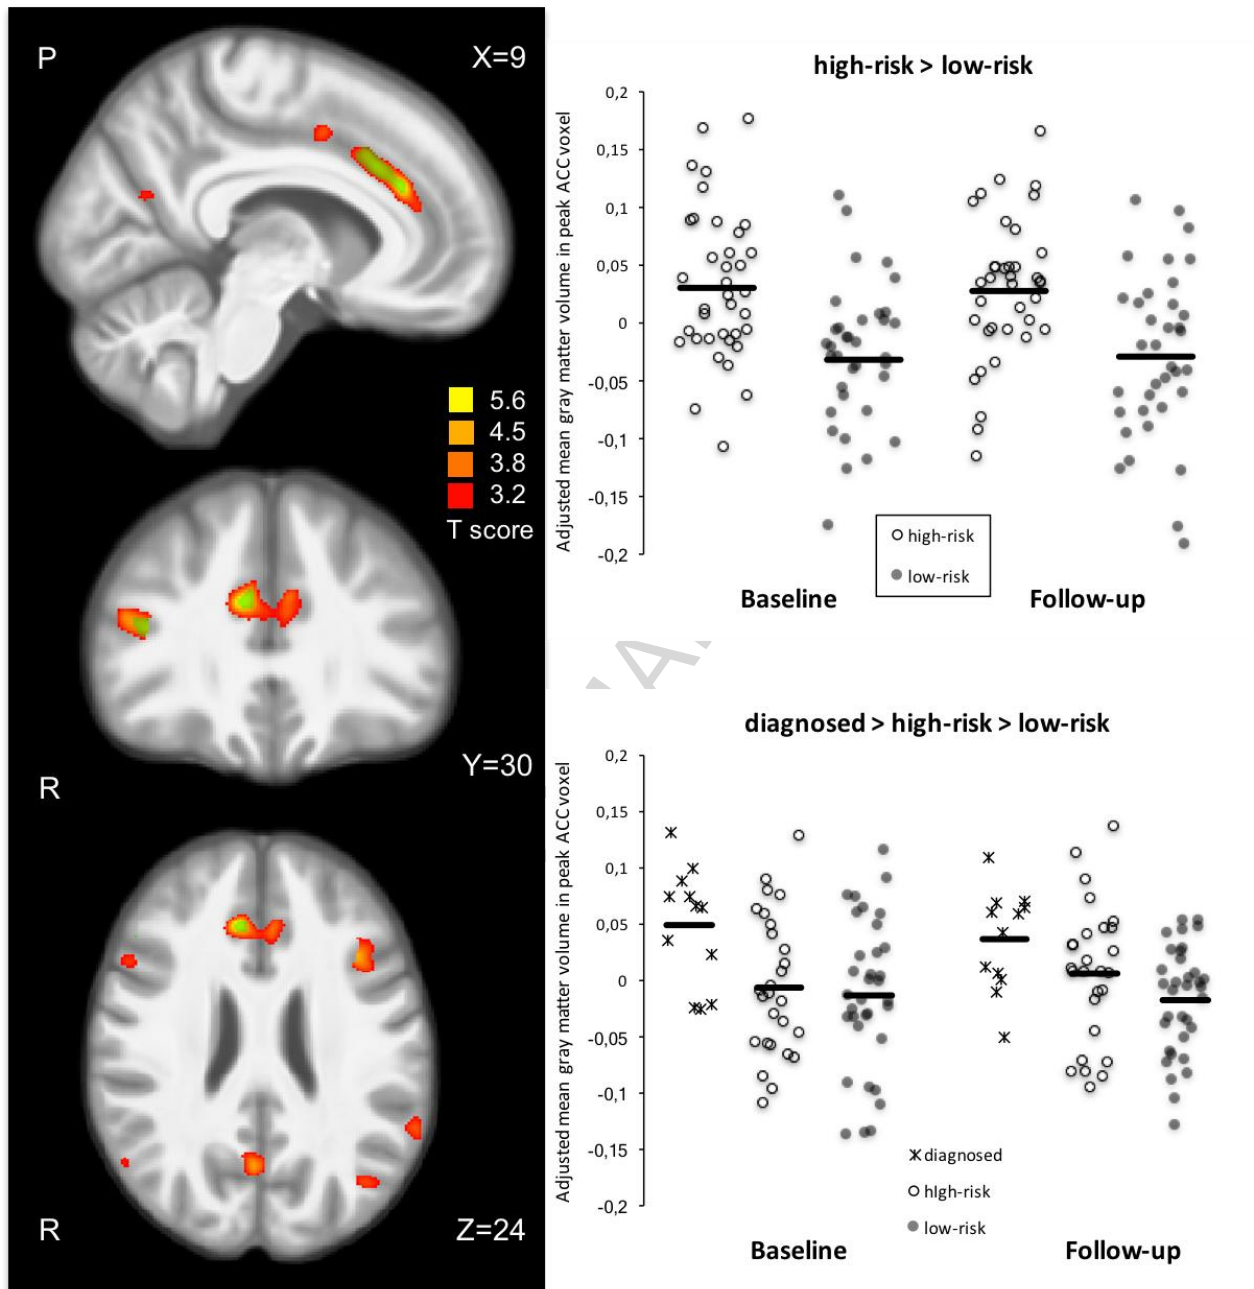 P
X=9
5.6
4.5
3.8
3.2
T score
Y=30
R
R
Z=24
high-risk > low-risk
Adjusted mean gray matter volume in peak ACC voxel
0,2
0,15
0,1
0,05
0
-0,05
-0,1
-0,15
-0,2
high-risk
low-risk
Baseline
Follow-up
A
diagnosed > high-risk > low-risk
Adjusted mean gray matter volume in peak ACC voxel
0,2
0,15
0,1
0,05
0
-0,05
-0,1
-0,15
-0,2
diagnosed
hIgh-risk
low-risk
Baseline
Follow-up